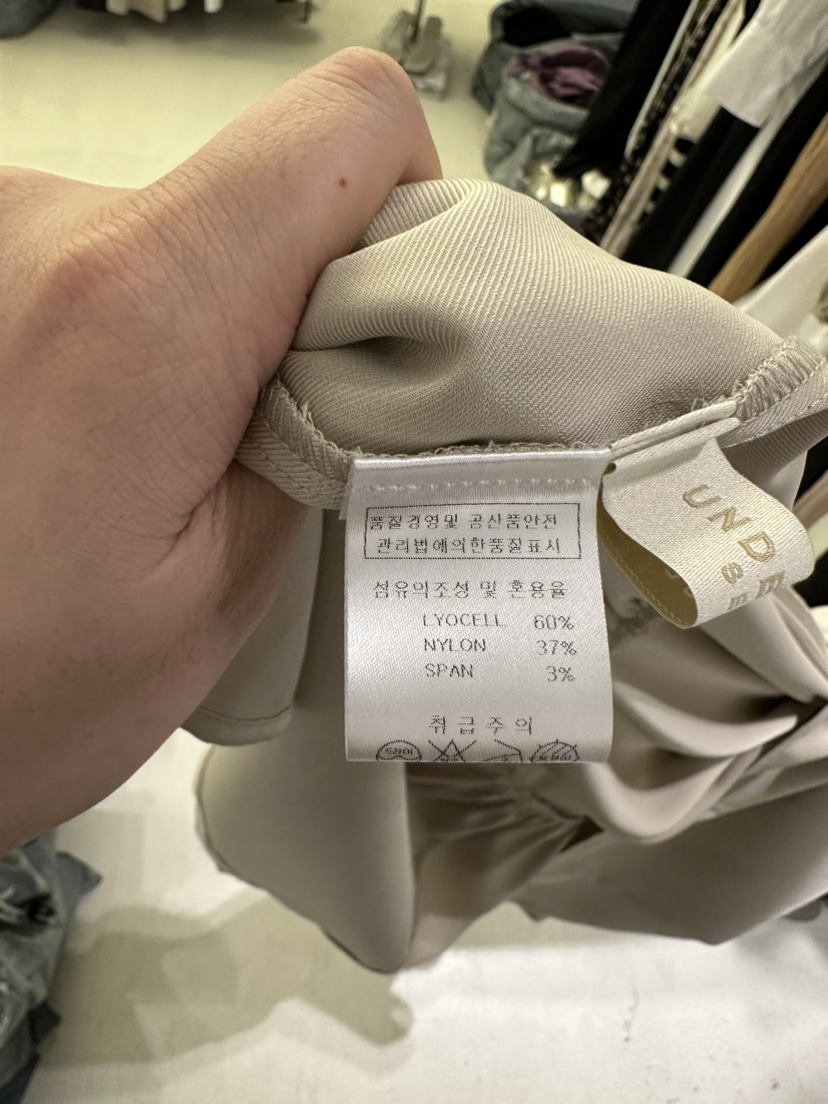 품질경영및 공산품안전
관리법에의한품질표시
섬유의조성 및 혼용율
LYOCELL 60%
NYLON 37%
SPAN 3%
취급주의
UNDE